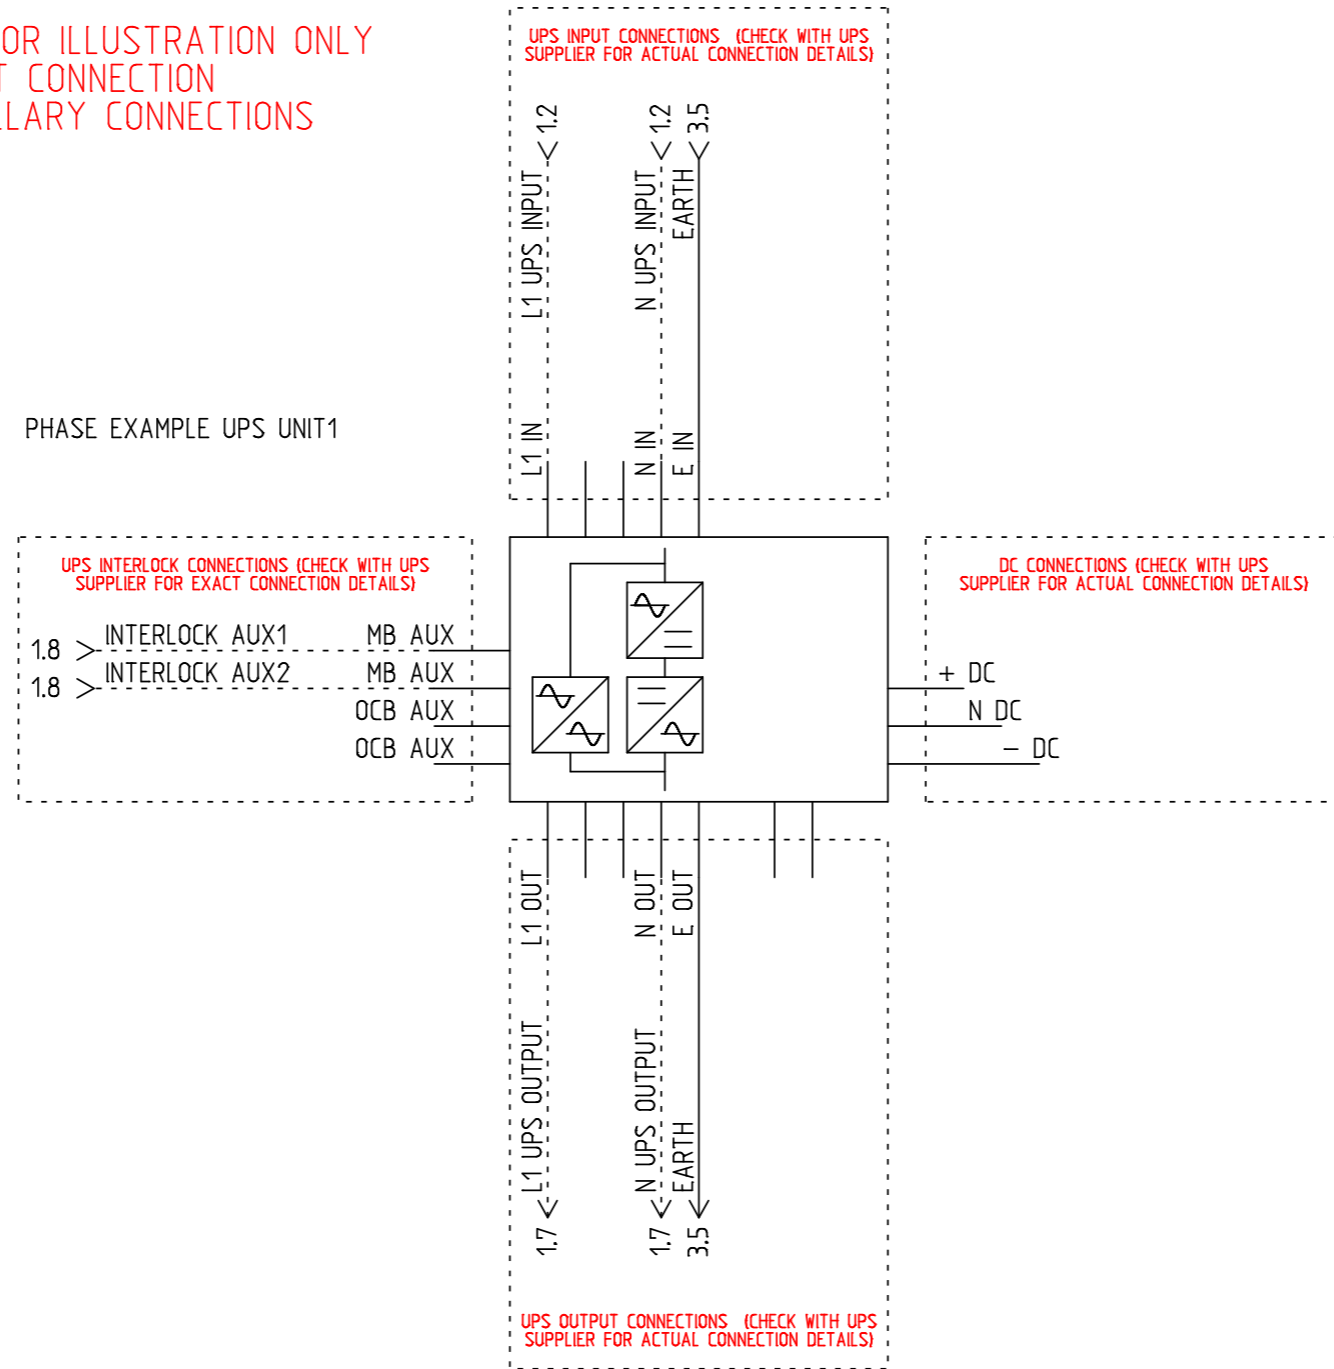 OR ILLUSTRATION ONLY
T CONNECTION
LLARY CONNECTIONS
UPS INPUT CONNECTIONS (CHECK WITH UPS
SUPPLIER FOR ACTUAL CONNECTION DETAILS)
1.2
1.2
3.5
L1 UPS INPUT
N UPS INPUT
EARTH
PHASE EXAMPLE UPS UNIT1
L1 IN
N IN
E IN
UPS INTERLOCK CONNECTIONS (CHECK WITH UPS
SUPPLIER FOR EXACT CONNECTION DETAILS)
1.8 INTERLOCK AUX1 MB AUX
1.8 INTERLOCK AUX2 MB AUX
OCB AUX
OCB AUX
DC CONNECTIONS (CHECK WITH UPS
SUPPLIER FOR ACTUAL CONNECTION DETAILS)
+ DC
N DC
- DC
L1 OUT
N OUT
E OUT
L1 UPS OUTPUT
N UPS OUTPUT
EARTH
1.7
1.7
3.5
UPS OUTPUT CONNECTIONS (CHECK WITH UPS
SUPPLIER FOR ACTUAL CONNECTION DETAILS)